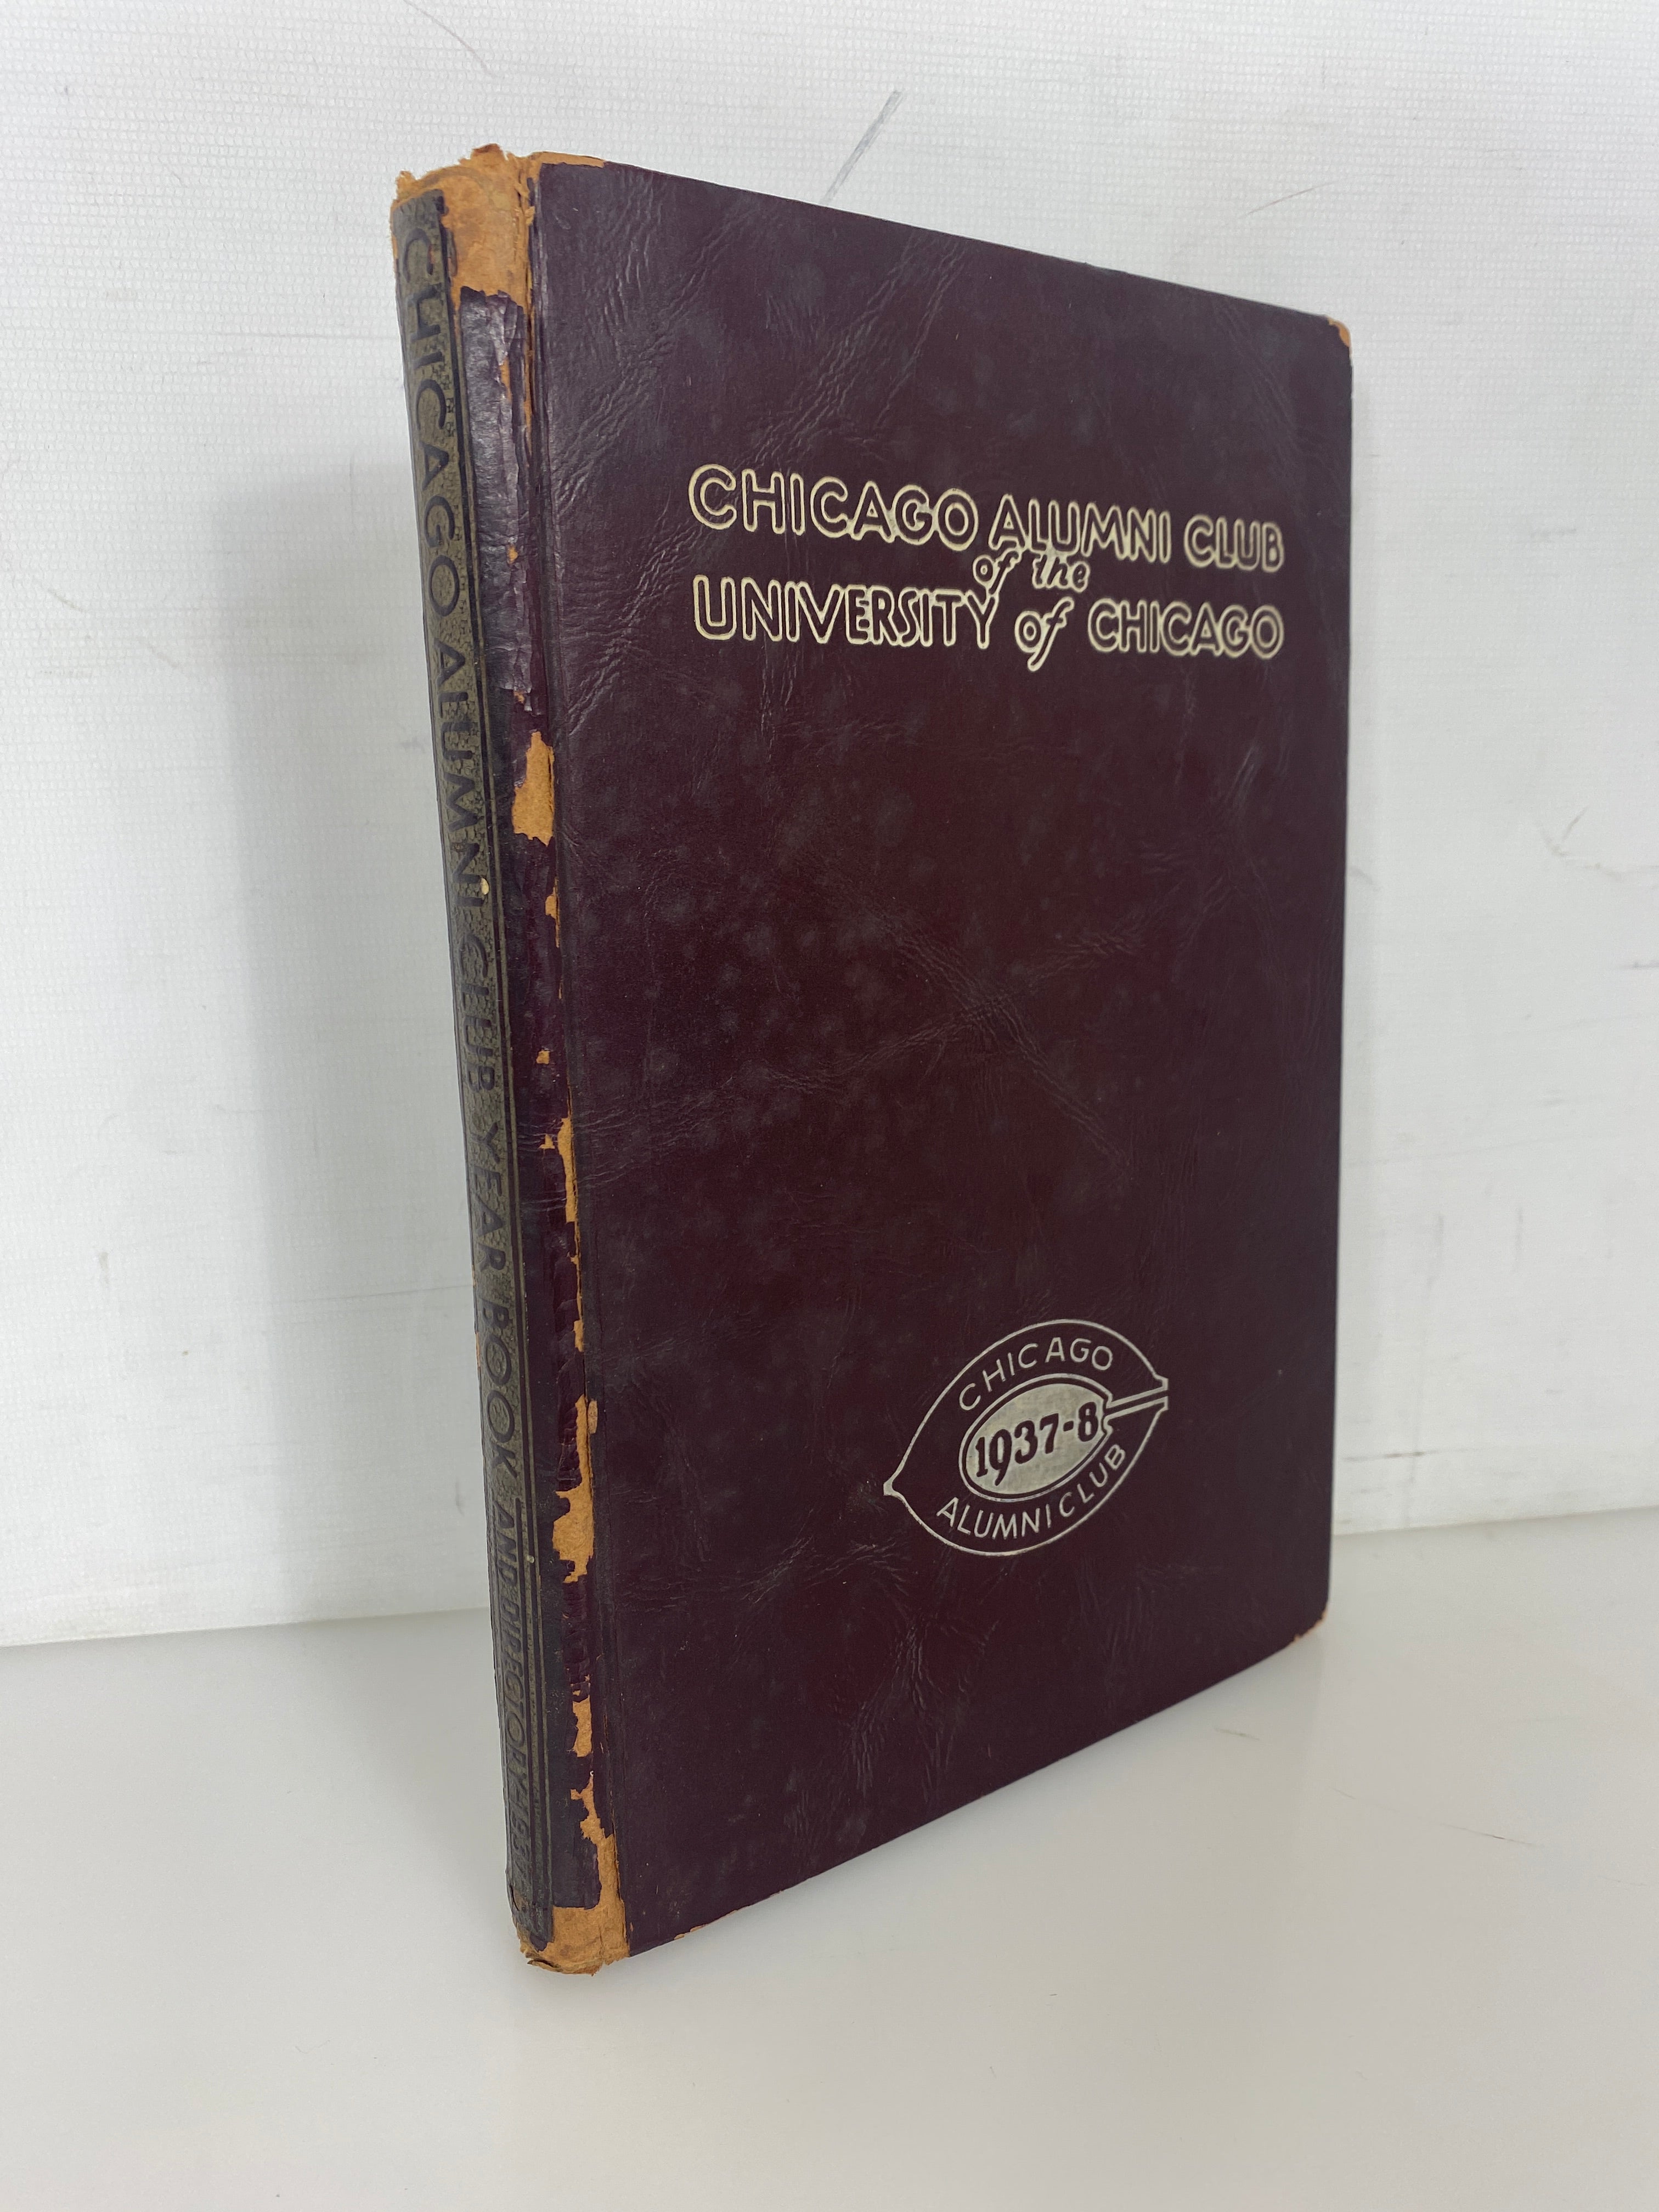 CHICAGO ALUMNI CLUB
of the
UNIVERSITY of CHICAGO
CHICAGO
1937-8
ALUMNI CLUB
CHICAGO ALUMNI CLUB YEAR BOOK AND DIRECTORY-1937